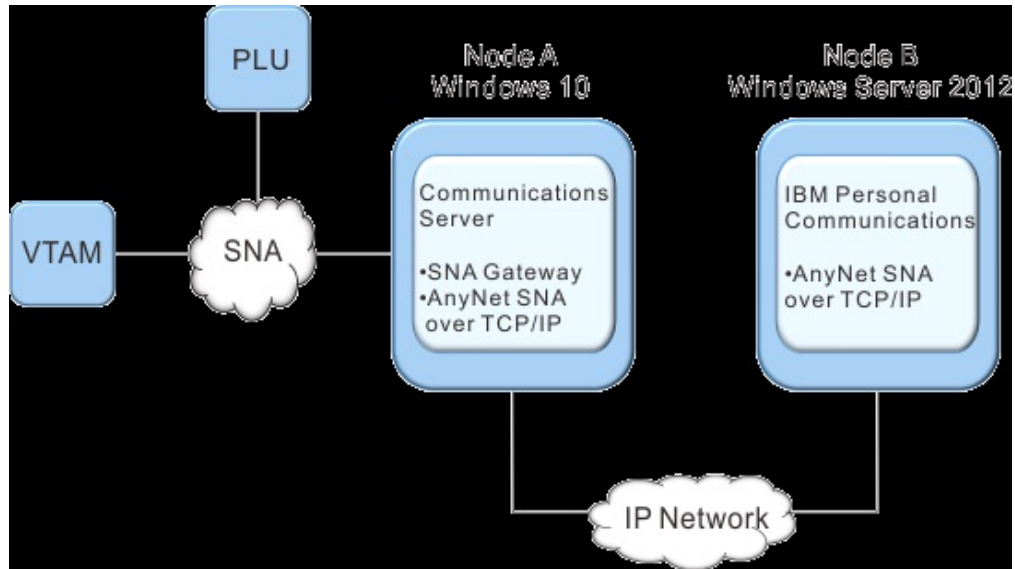 PLU
Node A
Windows 10
Node B
Windows Server 2012
VTAM
SNA
Communications
Server
•SNA Gateway
•AnyNet SNA
over TCP/IP
IBM Personal
Communications
•AnyNet SNA
over TCP/IP
IP Network